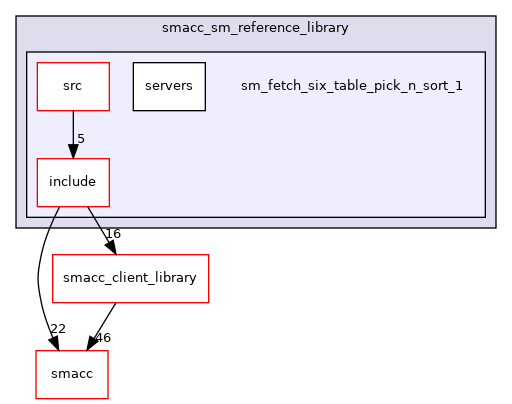 smacc_sm_reference_library
src
servers
sm_fetch_six_table_pick_n_sort_1
5
include
16
smacc_client_library
22
46
smacc